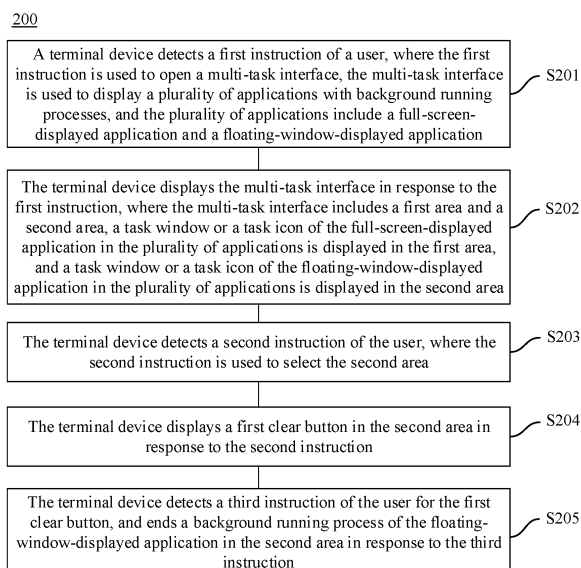 200
A terminal device detects a first instruction of a user, where the first
instruction is used to open a multi-task interface, the multi-task interface
is used to display a plurality of applications with background running
processes, and the plurality of applications include a full-screen-
displayed application and a floating-window-displayed application
S201
The terminal device displays the multi-task interface in response to the
first instruction, where the multi-task interface includes a first area and a
second area, a task window or a task icon of the full-screen-displayed
application in the plurality of applications is displayed in the first area,
and a task window or a task icon of the floating-window-displayed
application in the plurality of applications is displayed in the second area
S202
The terminal device detects a second instruction of the user, where the
second instruction is used to select the second area
S203
The terminal device displays a first clear button in the second area in
response to the second instruction
S204
The terminal device detects a third instruction of the user for the first
clear button, and ends a background running process of the floating-
window-displayed application in the second area in response to the third
instruction
S205